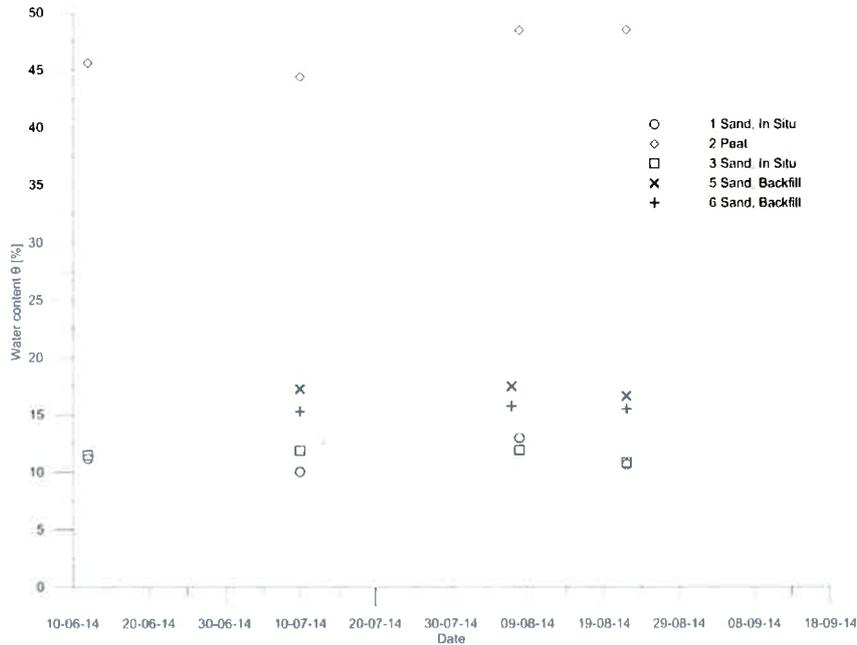 50
45
40
35
30
25
20
15
10
5
0
Water content θ [%]
1 Sand, In Situ
2 Peat
3 Sand, In Situ
5 Sand, Backfill
6 Sand, Backfill
10-06-14 20-06-14 30-06-14 10-07-14 20-07-14 30-07-14 09-08-14 19-08-14 29-08-14 08-09-14 18-09-14
Date